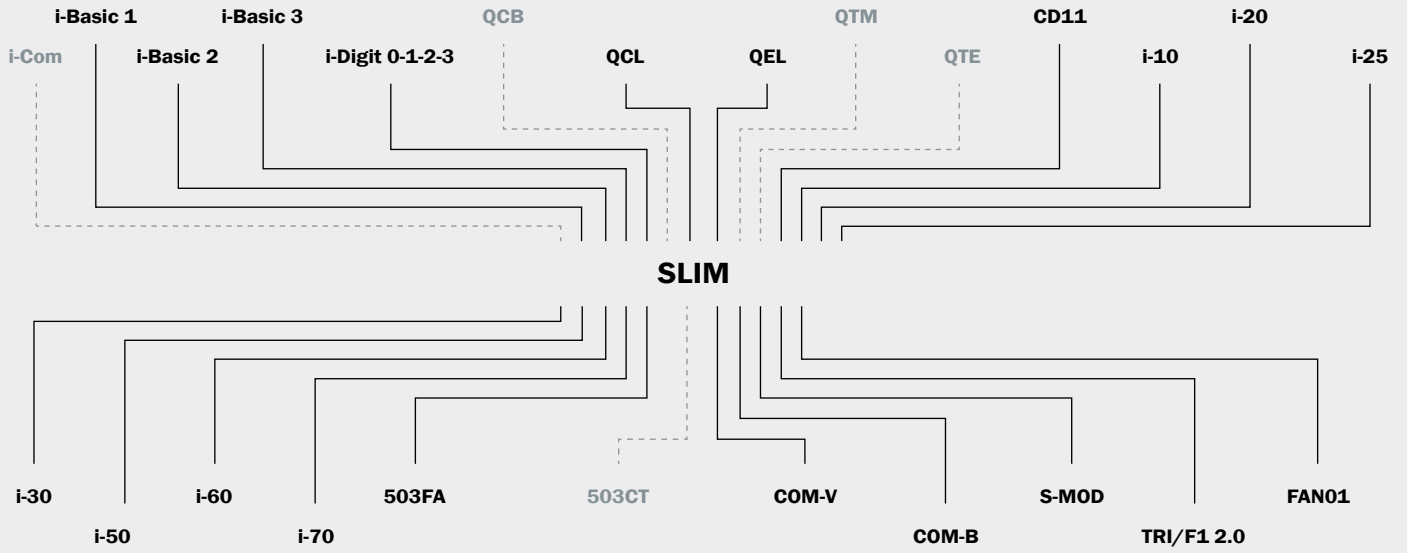 i-Basic 1 i-Basic 3 QCB QTM CD11 i-20
i-Com i-Basic 2 i-Digit 0-1-2-3 QCL QEL QTE i-10 i-25
SLIM
i-30 i-60 503FA 503CT COM-V S-MOD FAN01
i-50 i-70 COM-B TRI/F1 2.0